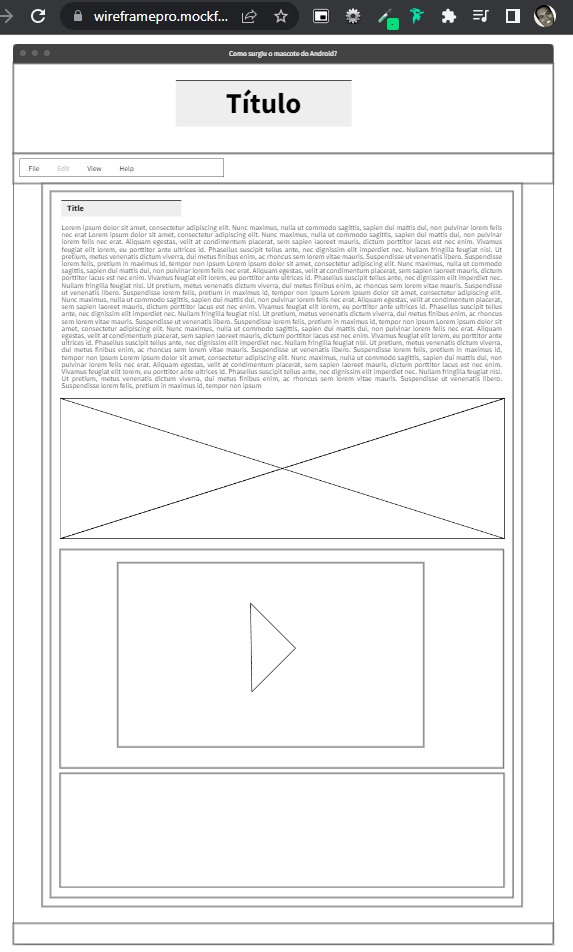 wireframepro.mockf...
Como surgiu o mascote do Android?
Título
File Edit View Help
Title
Lorem ipsum dolor sit amet, consectetur adipiscing elit. Nunc maximus, nulla ut commodo sagittis, sapien dui mattis dui, non pulvinar lorem felis
nec erat Lorem ipsum dolor sit amet, consectetur adipiscing elit. Nunc maximus, nulla ut commodo sagittis, sapien dui mattis dui, non pulvinar
lorem felis nec erat. Aliquam egestas, velit at condimentum placerat, sem sapien laoreet mauris, dictum porttitor lacus est nec enim. Vivamus
feugiat elit lorem, eu porttitor ante ultrices id. Phasellus suscipit tellus ante, nec dignissim elit imperdiet nec. Nullam fringilla feugiat nisl. Ut
pretium, metus venenatis dictum viverra, dui metus finibus enim, ac rhoncus sem lorem vitae mauris. Suspendisse ut venenatis libero. Suspendisse
lorem felis, pretium in maximus id, tempor non ipsum Lorem ipsum dolor sit amet, consectetur adipiscing elit. Nunc maximus, nulla ut commodo
sagittis, sapien dui mattis dui, non pulvinar lorem felis nec erat. Aliquam egestas, velit at condimentum placerat, sem sapien laoreet mauris, dictum
porttitor lacus est nec enim. Vivamus feugiat elit lorem, eu porttitor ante ultrices id. Phasellus suscipit tellus ante, nec dignissim elit imperdiet nec.
Nullam fringilla feugiat nisl. Ut pretium, metus venenatis dictum viverra, dui metus finibus enim, ac rhoncus sem lorem vitae mauris. Suspendisse
ut venenatis libero. Suspendisse lorem felis, pretium in maximus id, tempor non ipsum Lorem ipsum dolor sit amet, consectetur adipiscing elit.
Nunc maximus, nulla ut commodo sagittis, sapien dui mattis dui, non pulvinar lorem felis nec erat. Aliquam egestas, velit at condimentum placerat,
sem sapien laoreet mauris, dictum porttitor lacus est nec enim. Vivamus feugiat elit lorem, eu porttitor ante ultrices id. Phasellus suscipit tellus
ante, nec dignissim elit imperdiet nec. Nullam fringilla feugiat nisl. Ut pretium, metus venenatis dictum viverra, dui metus finibus enim, ac rhoncus
sem lorem vitae mauris. Suspendisse ut venenatis libero. Suspendisse lorem felis, pretium in maximus id, tempor non ipsum Lorem ipsum dolor sit
amet, consectetur adipiscing elit. Nunc maximus, nulla ut commodo sagittis, sapien dui mattis dui, non pulvinar lorem felis nec erat. Aliquam
egestas, velit at condimentum placerat, sem sapien laoreet mauris, dictum porttitor lacus est nec enim. Vivamus feugiat elit lorem, eu porttitor ante
ultrices id. Phasellus suscipit tellus ante, nec dignissim elit imperdiet nec. Nullam fringilla feugiat nisl. Ut pretium, metus venenatis dictum viverra,
dui metus finibus enim, ac rhoncus sem lorem vitae mauris. Suspendisse ut venenatis libero. Suspendisse lorem felis, pretium in maximus id,
tempor non ipsum Lorem ipsum dolor sit amet, consectetur adipiscing elit. Nunc maximus, nulla ut commodo sagittis, sapien dui mattis dui, non
pulvinar lorem felis nec erat. Aliquam egestas, velit at condimentum placerat, sem sapien laoreet mauris, dictum porttitor lacus est nec enim.
Vivamus feugiat elit lorem, eu porttitor ante ultrices id. Phasellus suscipit tellus ante, nec dignissim elit imperdiet nec. Nullam fringilla feugiat nisl.
Ut pretium, metus venenatis dictum viverra, dui metus finibus enim, ac rhoncus sem lorem vitae mauris. Suspendisse ut venenatis libero.
Suspendisse lorem felis, pretium in maximus id, tempor non ipsum